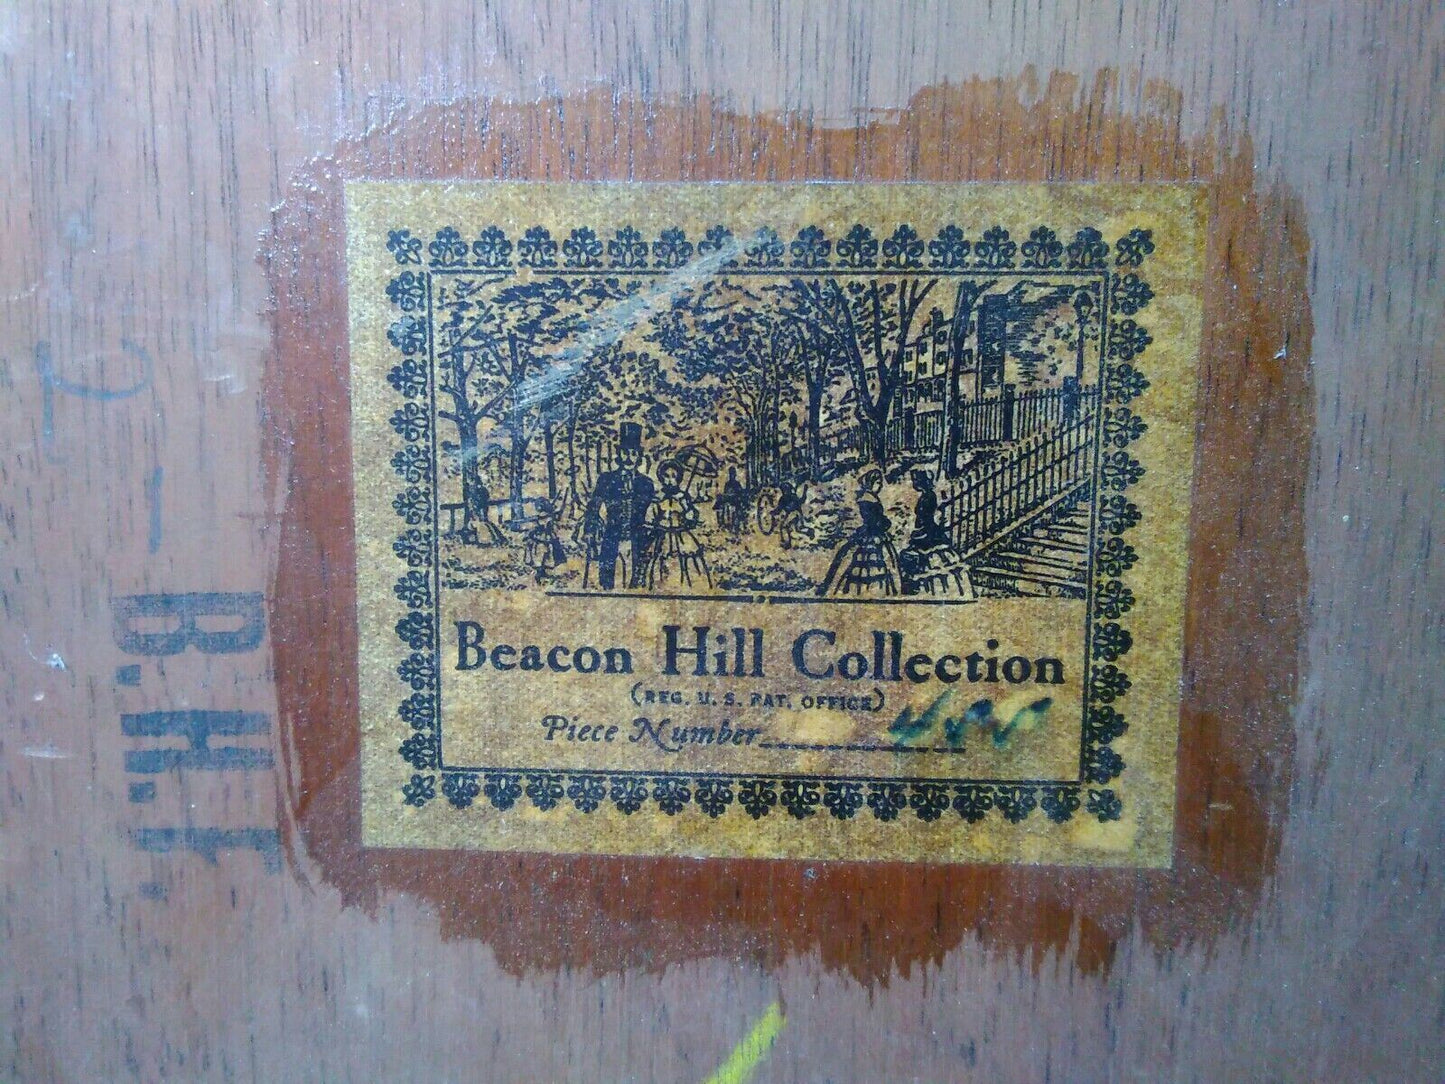 Beacon Hill Collection
(REG. U. S. PAT. OFFICE)
Piece Number
B.H.